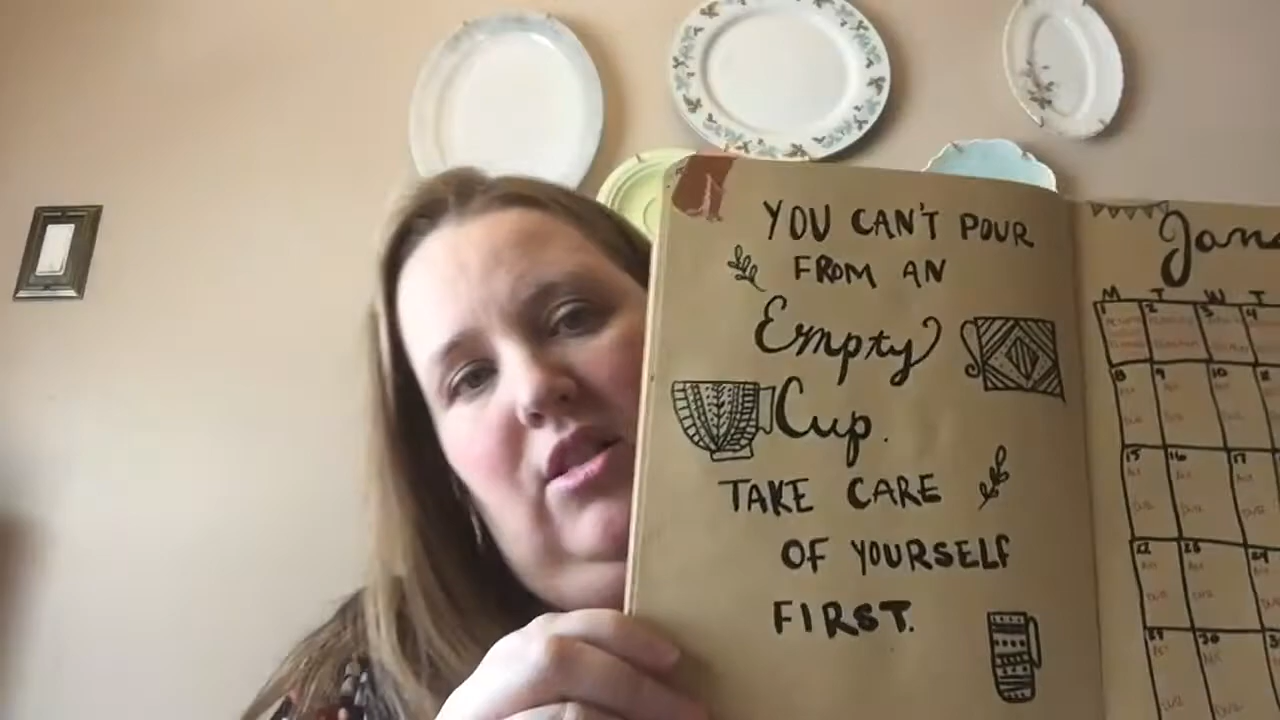 YOU CAN'T POUR
FROM AN
Empty
Cup.
TAKE CARE
OF YOURSELF
FIRST.
Janu
M T W T
1 2 3 4
8 9 10
15 16 17
22 23 24
29 30